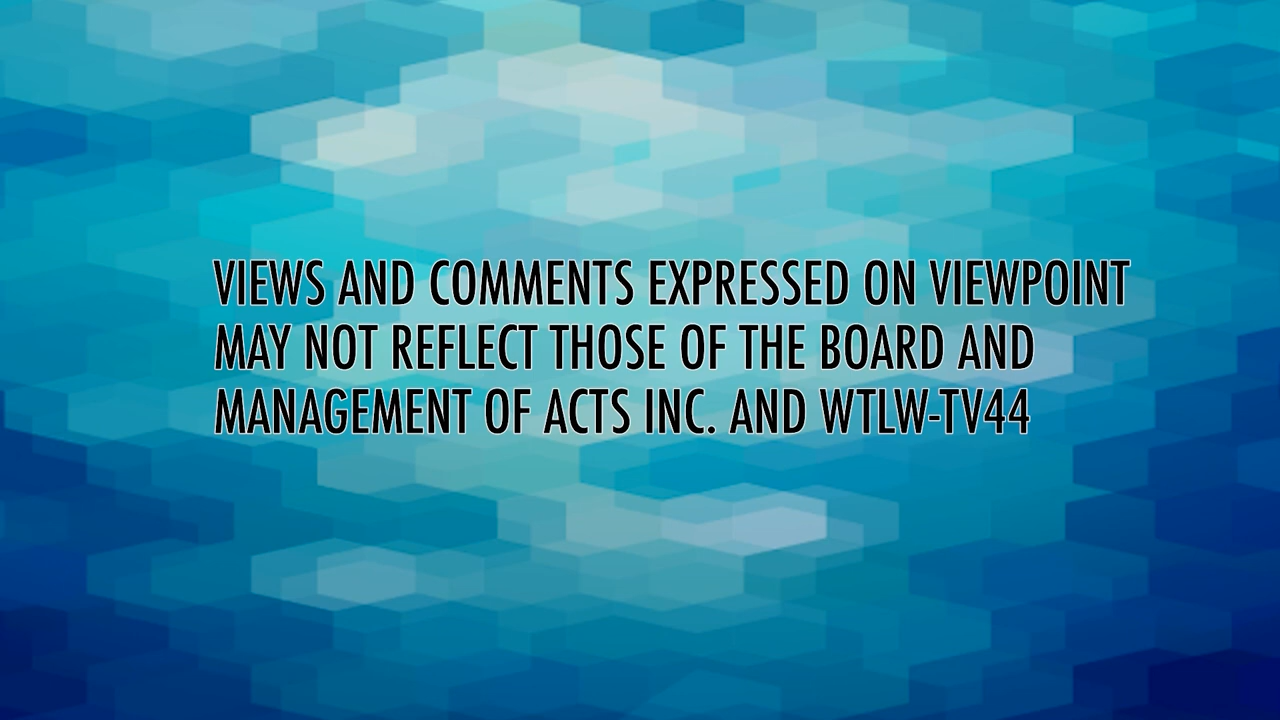 VIEWS AND COMMENTS EXPRESSED ON VIEWPOINT
MAY NOT REFLECT THOSE OF THE BOARD AND
MANAGEMENT OF ACTS INC. AND WTLW-TV44